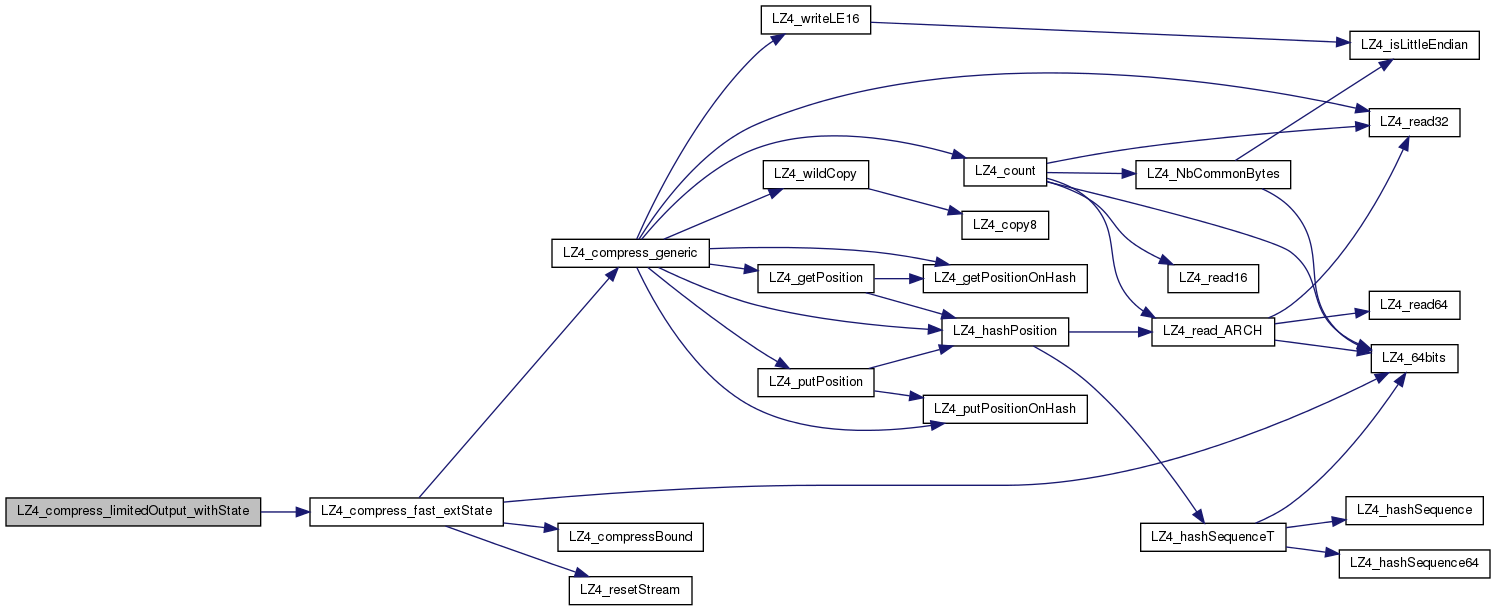 LZ4_writeLE16
LZ4_isLittleEndian
LZ4_read32
LZ4_count
LZ4_NbCommonBytes
LZ4_wildCopy
LZ4_copy8
LZ4_compress_generic
LZ4_getPosition
LZ4_getPositionOnHash
LZ4_read16
LZ4_read64
LZ4_hashPosition
LZ4_read_ARCH
LZ4_64bits
LZ4_putPosition
LZ4_putPositionOnHash
LZ4_compress_limitedOutput_withState
LZ4_compress_fast_extState
LZ4_hashSequence
LZ4_compressBound
LZ4_hashSequenceT
LZ4_hashSequence64
LZ4_resetStream